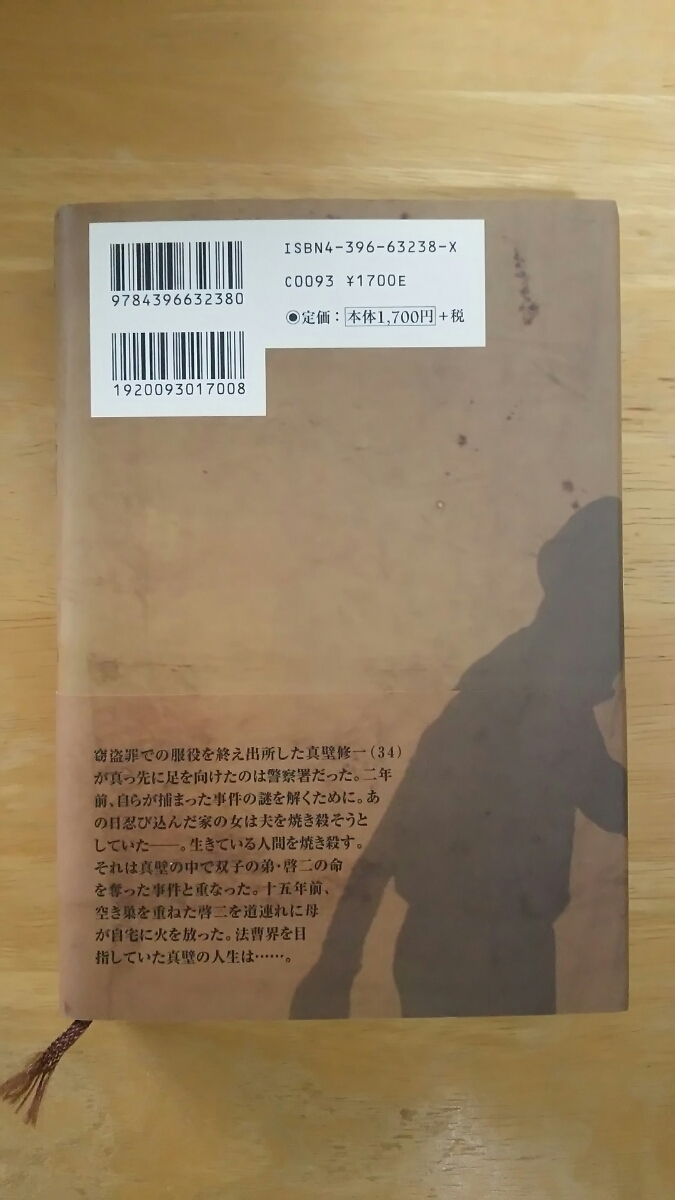 ISBN4-396-63238-X
C0093 ¥1700E
◉定価：本体1,700円+税
9784396632380
1920093017008
窃盗罪での服役を終え出所した真壁修一(34)
が真っ先に足を向けたのは警察署だった。二年
前、自らが捕まった事件の謎を解くために。あ
の日忍び込んだ家の女は夫を焼き殺そうと
していた――。生きている人間を焼き殺す。
それは真壁の中で双子の弟・啓二の命
を奪った事件と重なった。十五年前、
空き巣を重ねた啓二を道連れに母
が自宅に火を放った。法曹界を目
指していた真壁の人生は……。